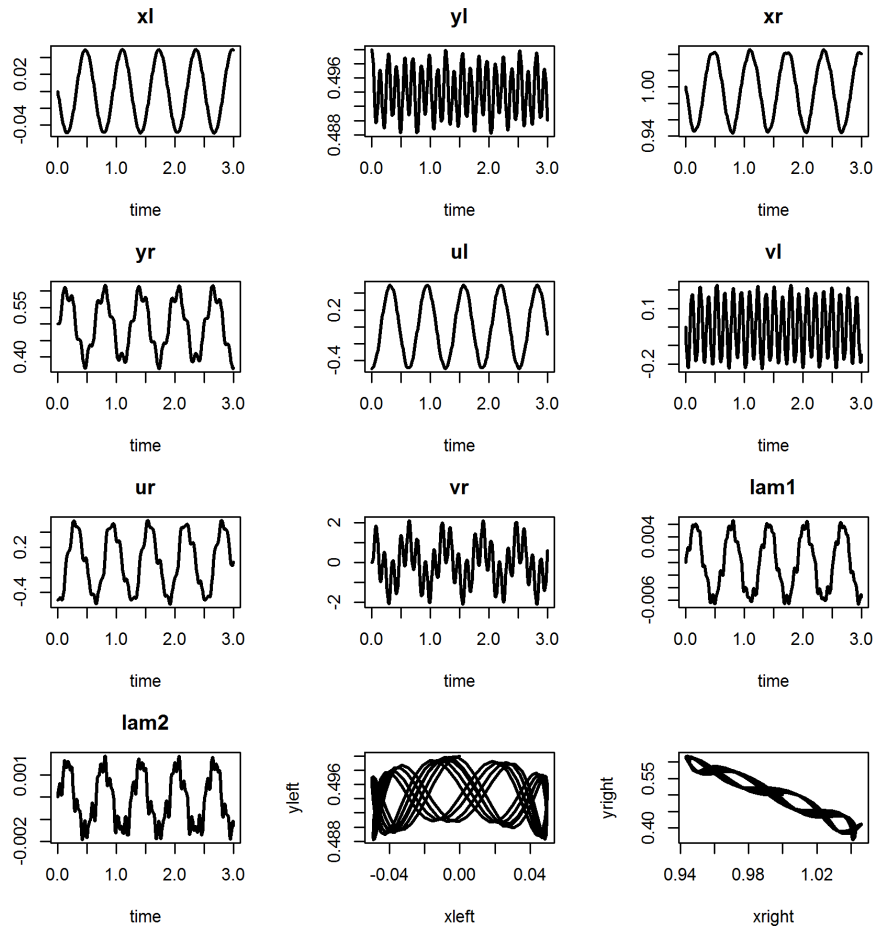 xl yl xr
0.02 -0.04 0.496 0.488 1.00 0.94
0.0 1.0 2.0 3.0 0.0 1.0 2.0 3.0 0.0 1.0 2.0 3.0
time time time
yr ul vl
0.55 0.40 0.2 -0.4 0.1 -0.2
0.0 1.0 2.0 3.0 0.0 1.0 2.0 3.0 0.0 1.0 2.0 3.0
time time time
ur vr lam1
0.2 -0.4 2 0 -2 0.004 -0.006
0.0 1.0 2.0 3.0 0.0 1.0 2.0 3.0 0.0 1.0 2.0 3.0
time time time
lam2
0.001 -0.002 yleft 0.496 0.488 yright 0.55 0.40
0.0 1.0 2.0 3.0 -0.04 0.00 0.04 0.94 0.98 1.02
time xleft xright